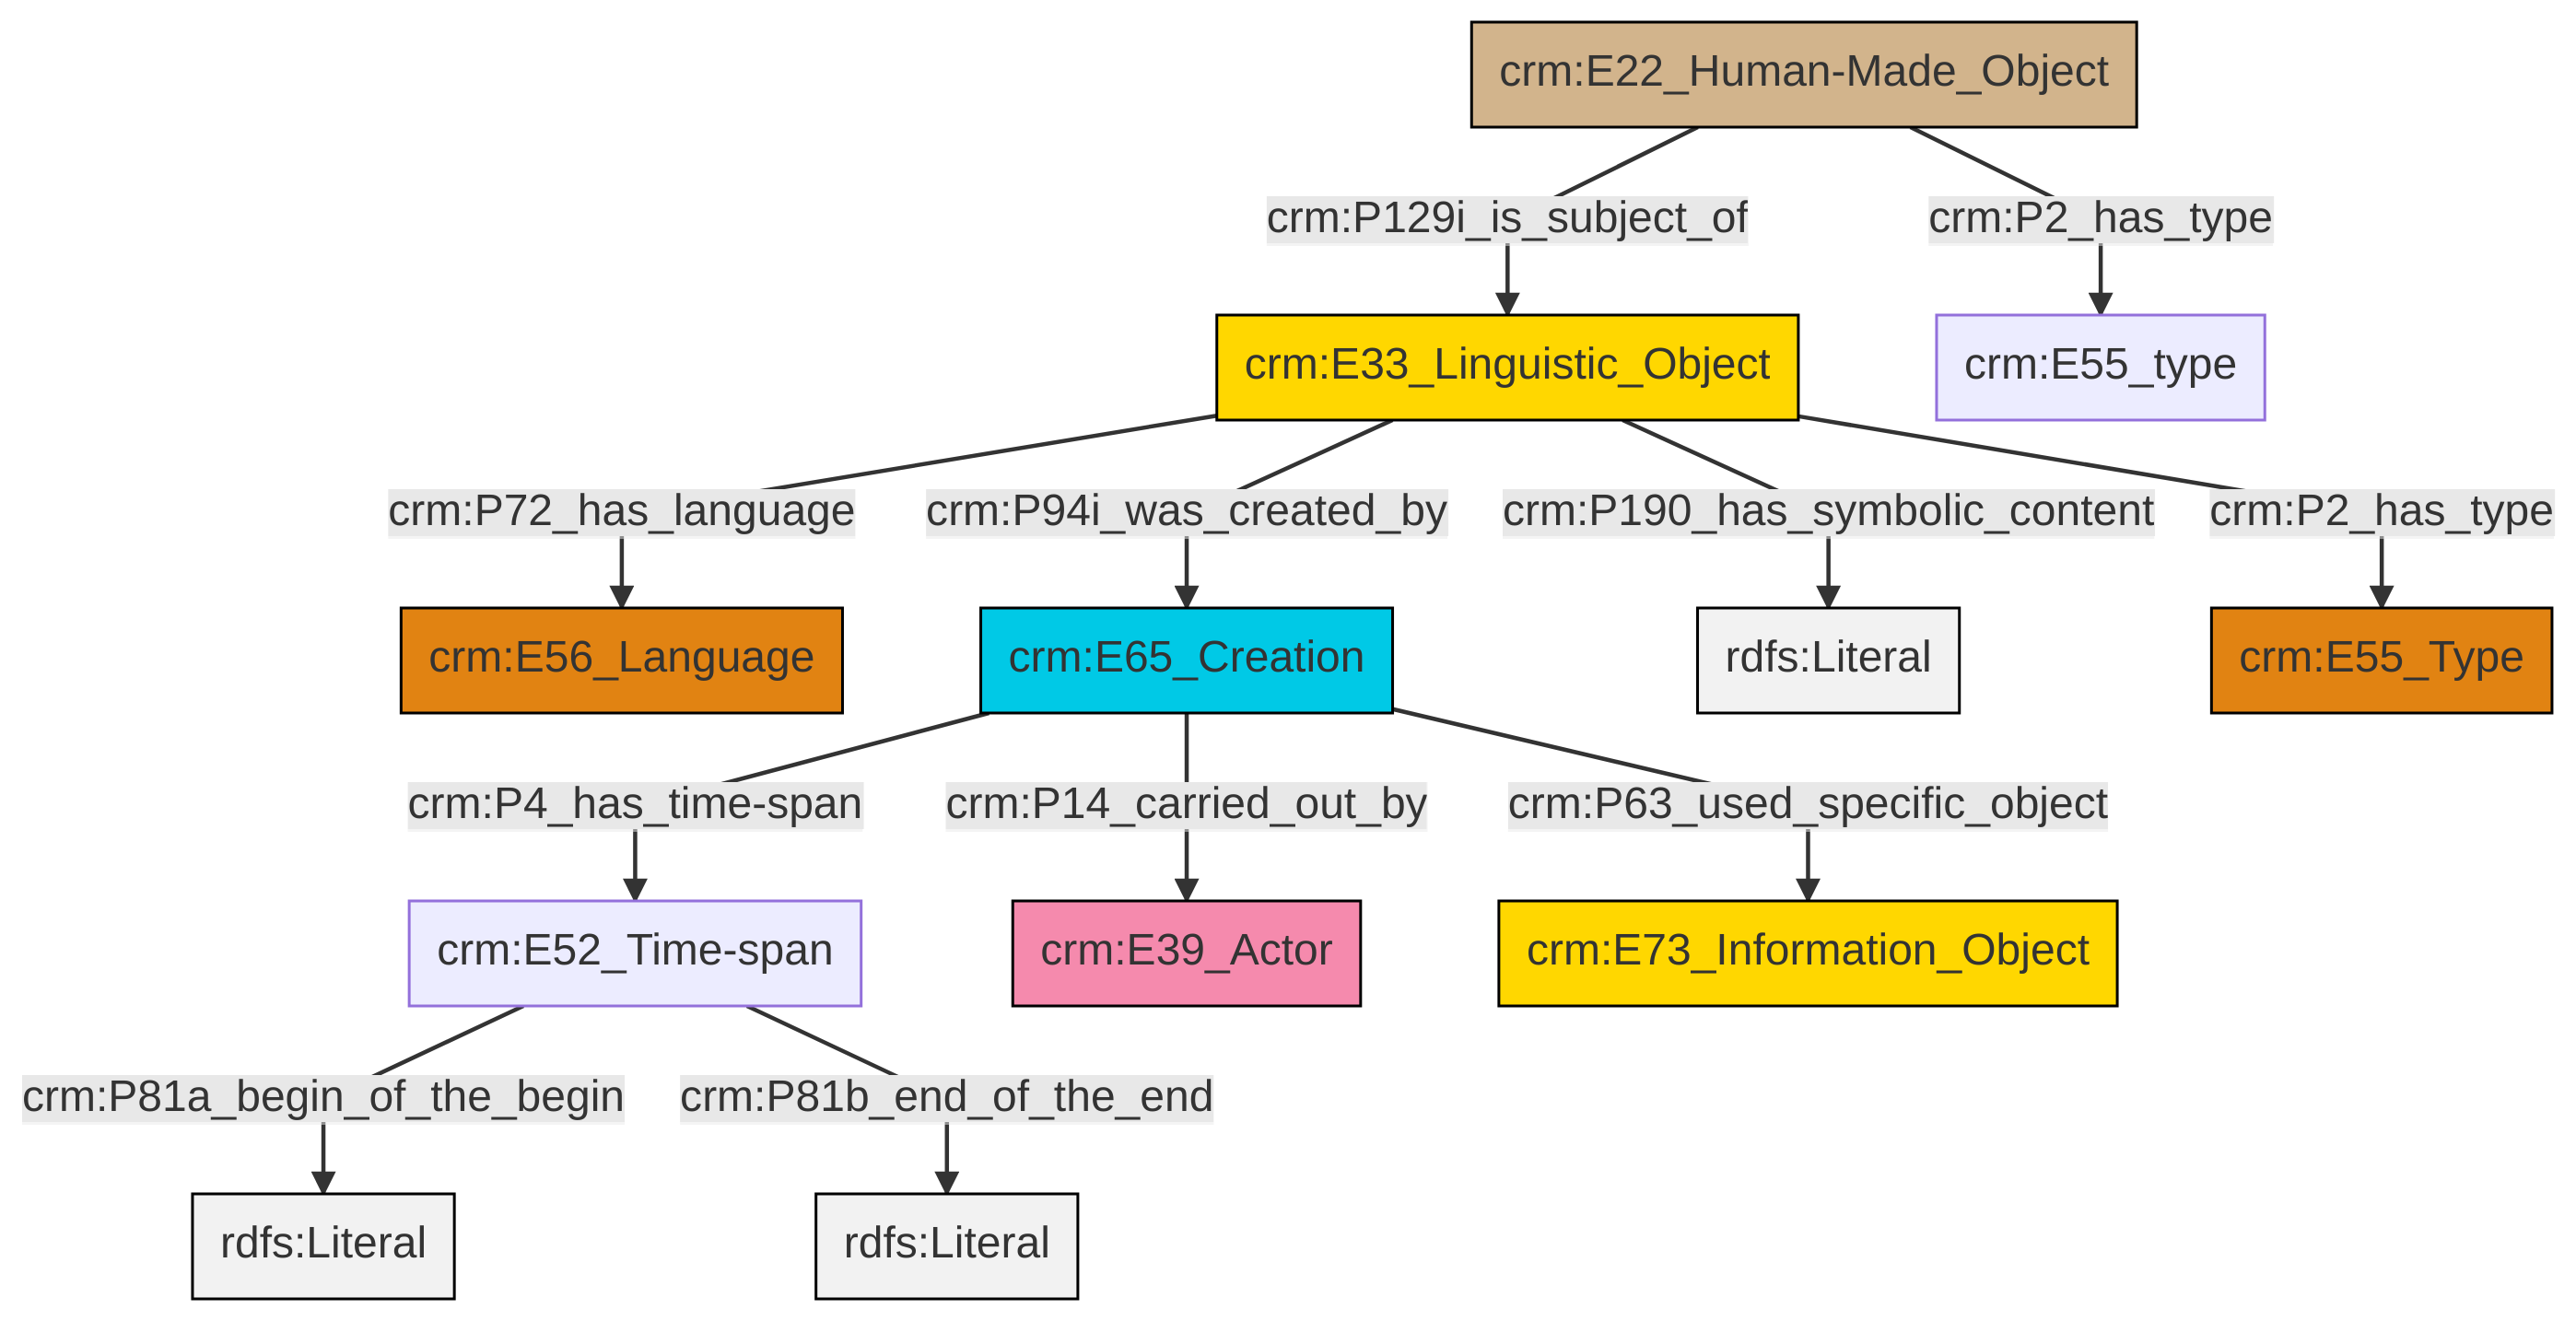 crm:E22_Human-Made_Object
crm:P129i_is_subject_of
crm:P2_has_type
crm:E33_Linguistic_Object
crm:E55_type
crm:P72_has_language
crm:P94i_was_created_by
crm:P190_has_symbolic_content
crm:P2_has_type
crm:E56_Language
crm:E65_Creation
rdfs:Literal
crm:E55_Type
crm:P4_has_time-span
crm:P14_carried_out_by
crm:P63_used_specific_object
crm:E52_Time-span
crm:E39_Actor
crm:E73_Information_Object
crm:P81a_begin_of_the_begin
crm:P81b_end_of_the_end
rdfs:Literal
rdfs:Literal